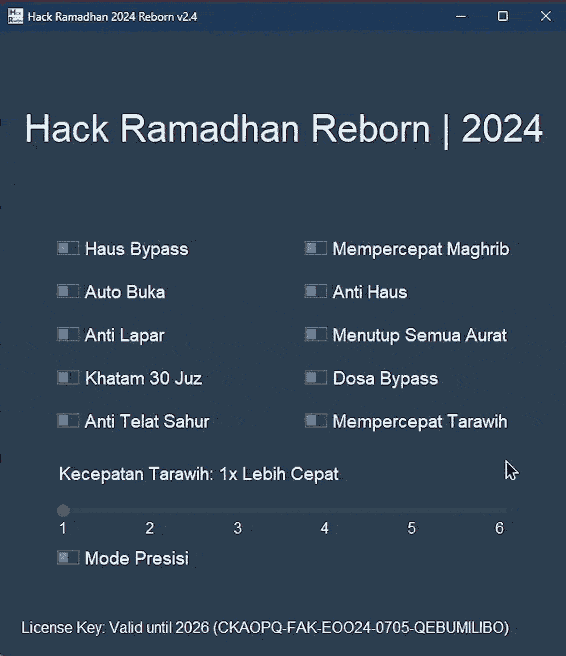 Hack Ramadhan 2024 Reborn v2.4
Hack Ramadhan Reborn | 2024
Haus Bypass
Mempercepat Maghrib
Auto Buka
Anti Haus
Anti Lapar
Menutup Semua Aurat
Khatam 30 Juz
Dosa Bypass
Anti Telat Sahur
Mempercepat Tarawih
Kecepatan Tarawih: 1x Lebih Cepat
1 2 3 4 5 6
Mode Presisi
License Key: Valid until 2026 (CKAOPQ-FAK-EOO24-0705-QEBUMILIBO)